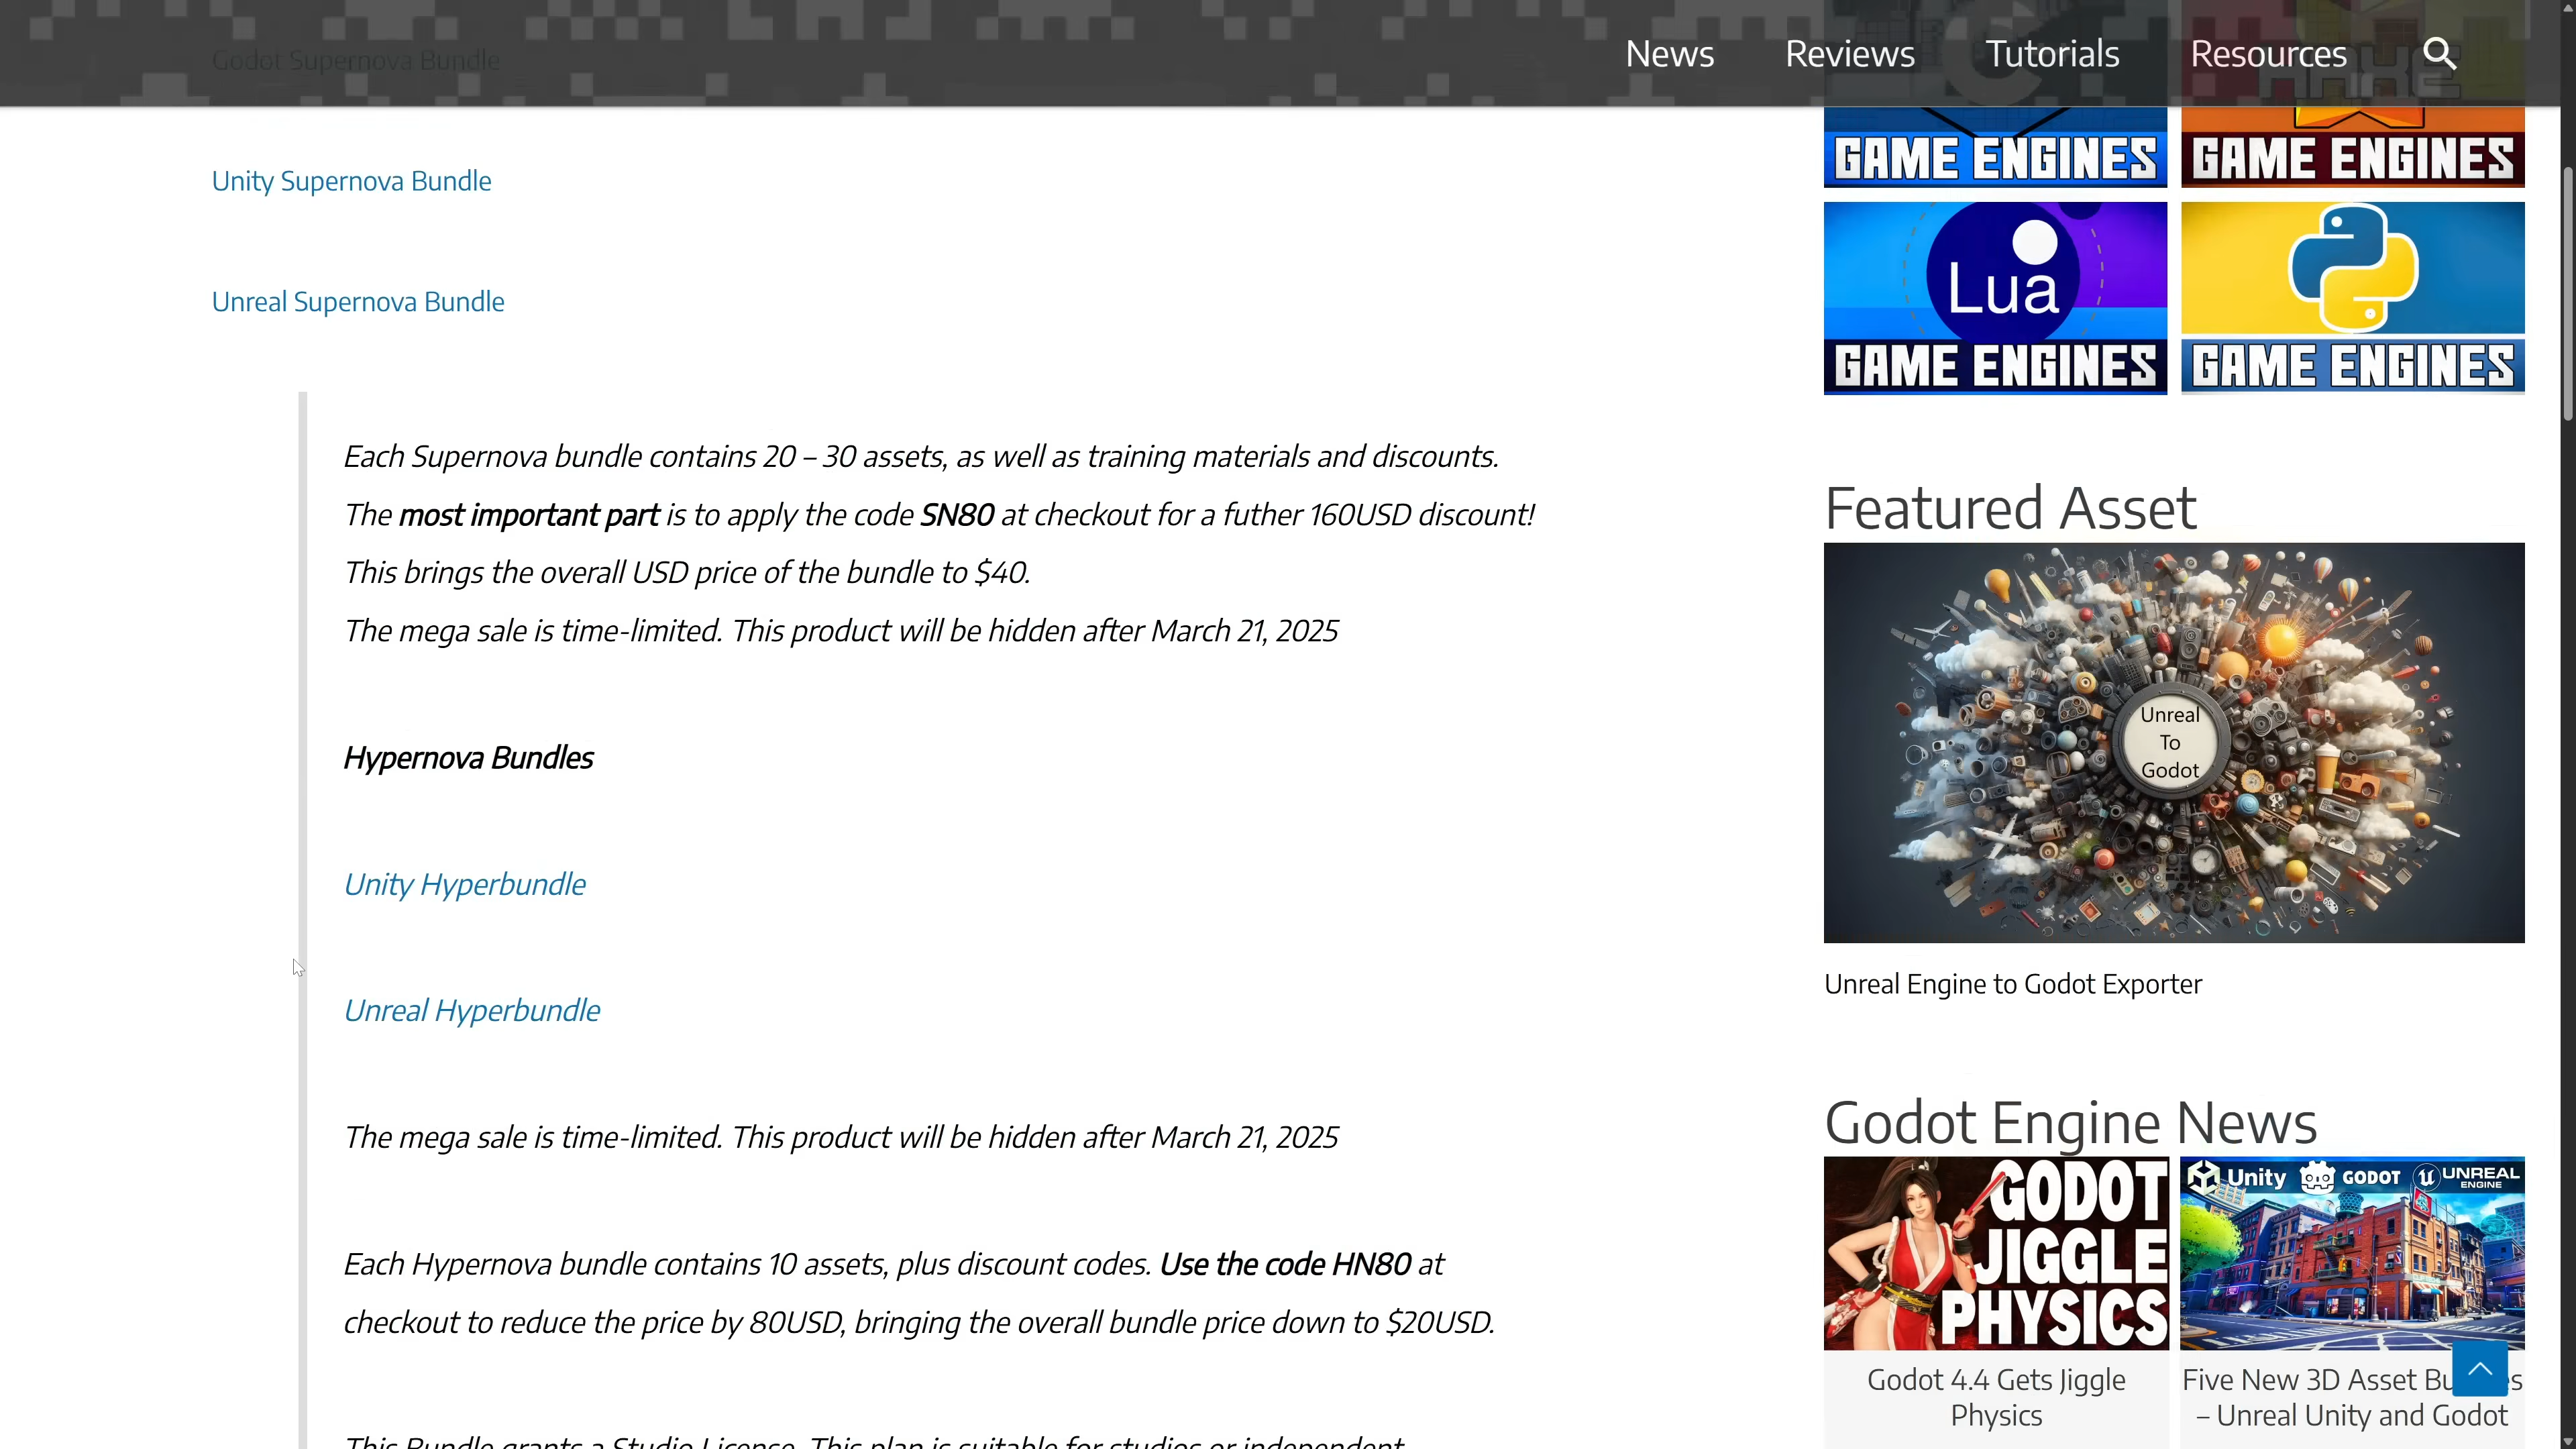 Godot Supernova Bundle
News
Reviews
Tutorials
Resources
Unity Supernova Bundle
Unreal Supernova Bundle
Each Supernova bundle contains 20 – 30 assets, as well as training materials and discounts.
The most important part is to apply the code SN80 at checkout for a futher 160USD discount!
This brings the overall USD price of the bundle to $40.
The mega sale is time-limited. This product will be hidden after March 21, 2025
Hypernova Bundles
Unity Hyperbundle
Unreal Hyperbundle
The mega sale is time-limited. This product will be hidden after March 21, 2025
Each Hypernova bundle contains 10 assets, plus discount codes. Use the code HN80 at
checkout to reduce the price by 80USD, bringing the overall bundle price down to $20USD.
This Bundle grants a Studio License. This plan is suitable for studios or independent
GAME ENGINES
GAME ENGINES
Lua
GAME ENGINES
GAME ENGINES
Featured Asset
Unreal
To
Godot
Unreal Engine to Godot Exporter
Godot Engine News
GODOT
JIGGLE
PHYSICS
Unity GODOT UNREAL
ENGINE
Godot 4.4 Gets Jiggle
Physics
Five New 3D Asset Bu s
– Unreal Unity and Godot